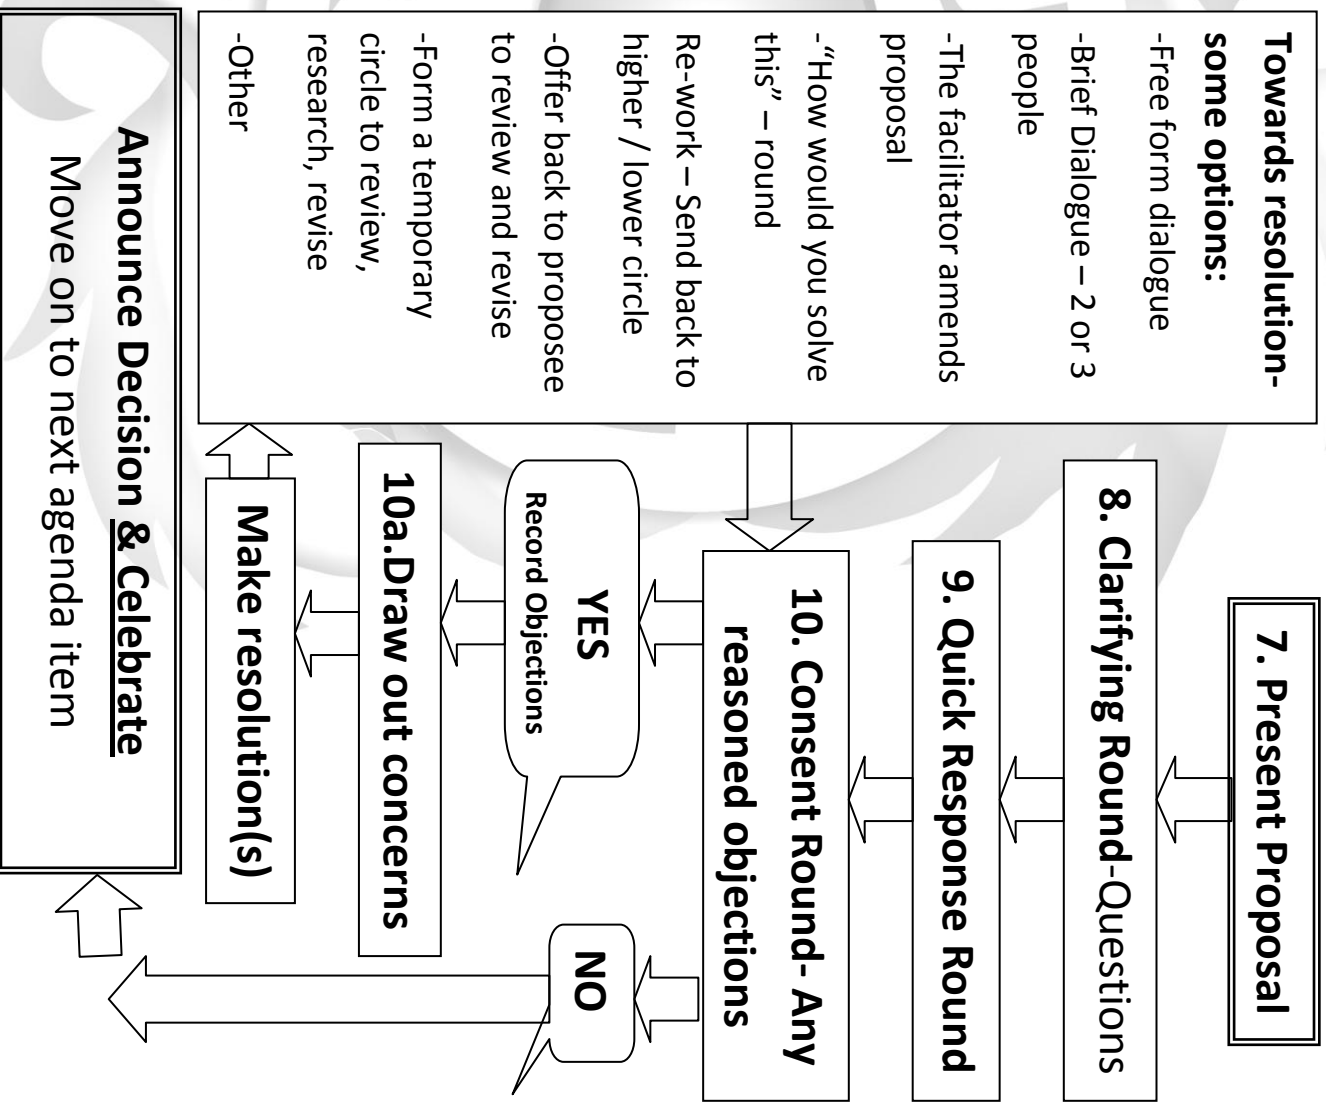 7. Present Proposal
8. Clarifying Round-Questions
9. Quick Response Round
10. Consent Round- Any
reasoned objections
YES
Record Objections
NO
10a.Draw out concerns
Make resolution(s)
Towards resolution-
some options:
-Free form dialogue
-Brief Dialogue – 2 or 3
people
-The facilitator amends
proposal
-“How would you solve
this” – round
Re-work – Send back to
higher / lower circle
-Offer back to proposee
to review and revise
-Form a temporary
circle to review,
research, revise
-Other
Announce Decision & Celebrate
Move on to next agenda item